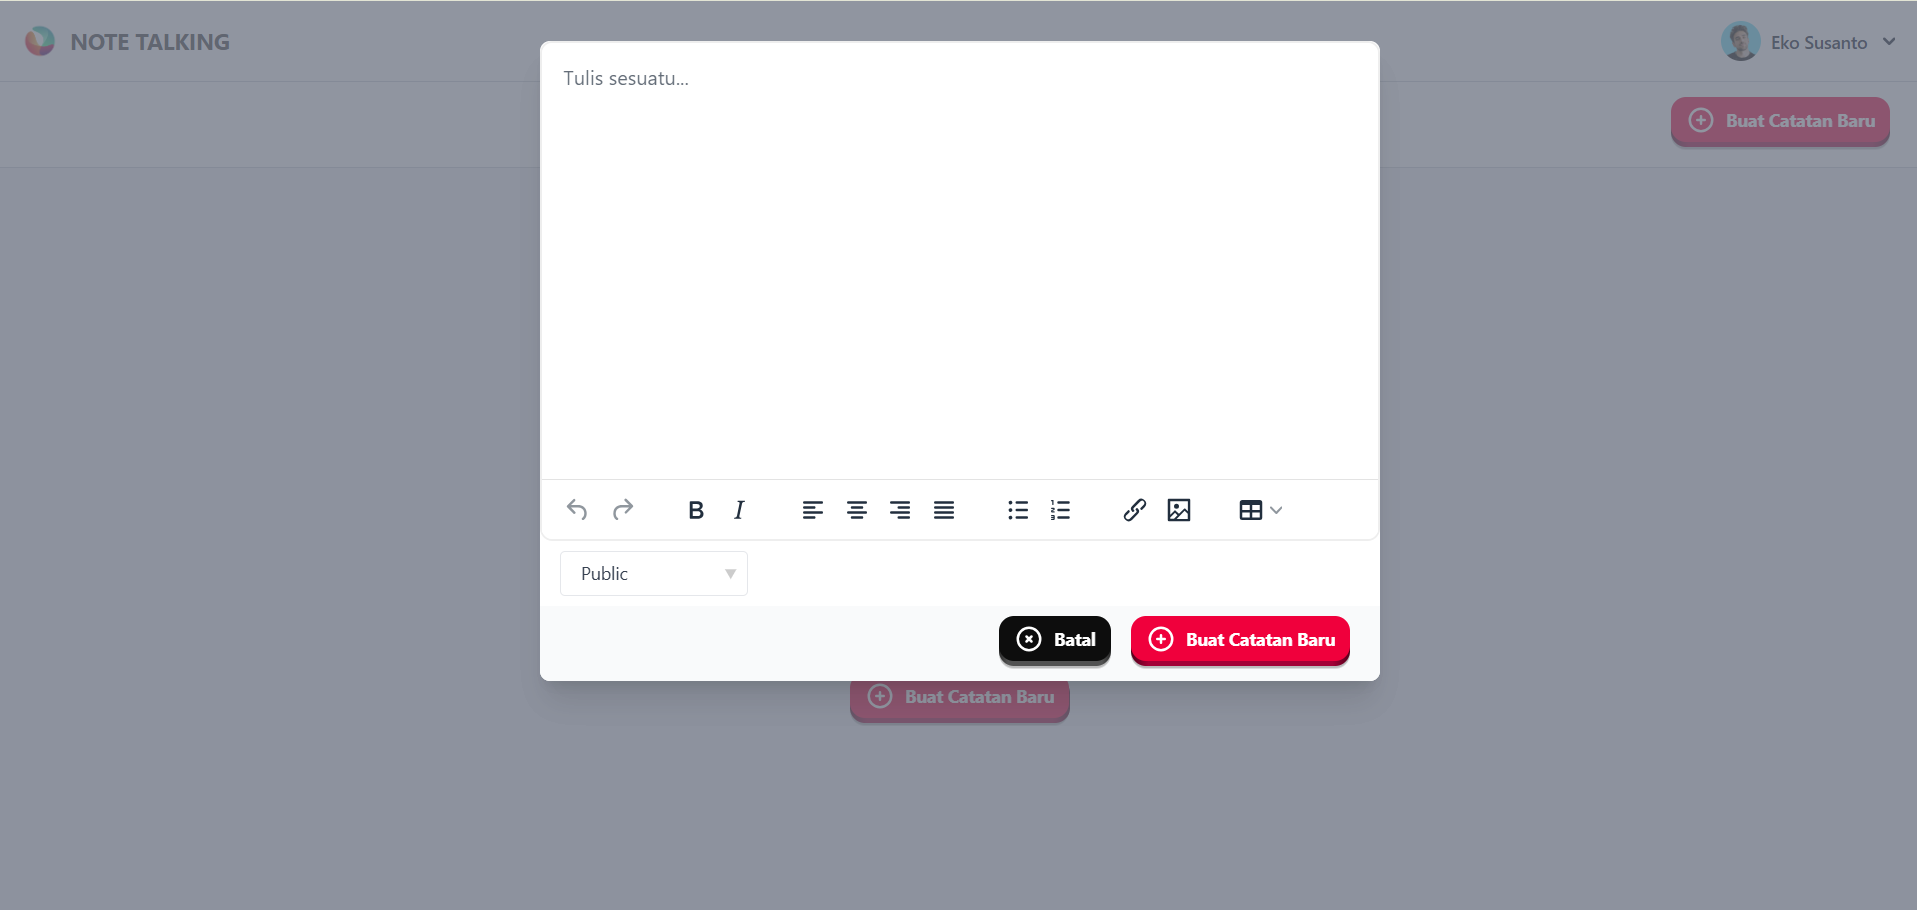 NOTE TALKING
Eko Susanto
Buat Catatan Baru
Tulis sesuatu...
B I
Public
Batal
Buat Catatan Baru
Buat Catatan Baru